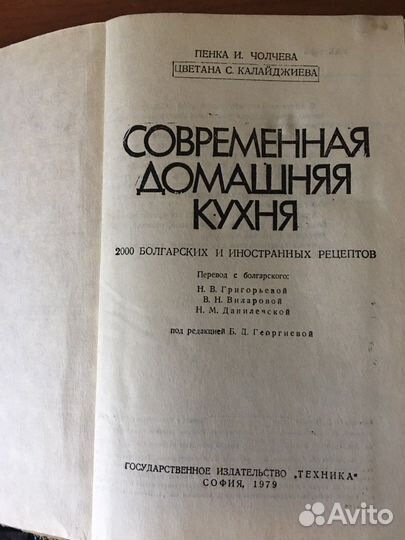 ПЕНКА И. ЧОЛЧЕВА
ЦВЕТАНА С. КАЛАЙДЖИЕВА
СОВРЕМЕННАЯ
ДОМАШНЯЯ
КУХНЯ
2000 БОЛГАРСКИХ И ИНОСТРАННЫХ РЕЦЕПТОВ
Перевод с болгарского:
Н. В. Григорьевой
В. Н. Виларовой
Н. М. Данилечской
под редакцией Б. Л. Георгиевой
ГОСУДАРСТВЕННОЕ ИЗДАТЕЛЬСТВО „ТЕХНИКА"
СОФИЯ, 1979
Avito